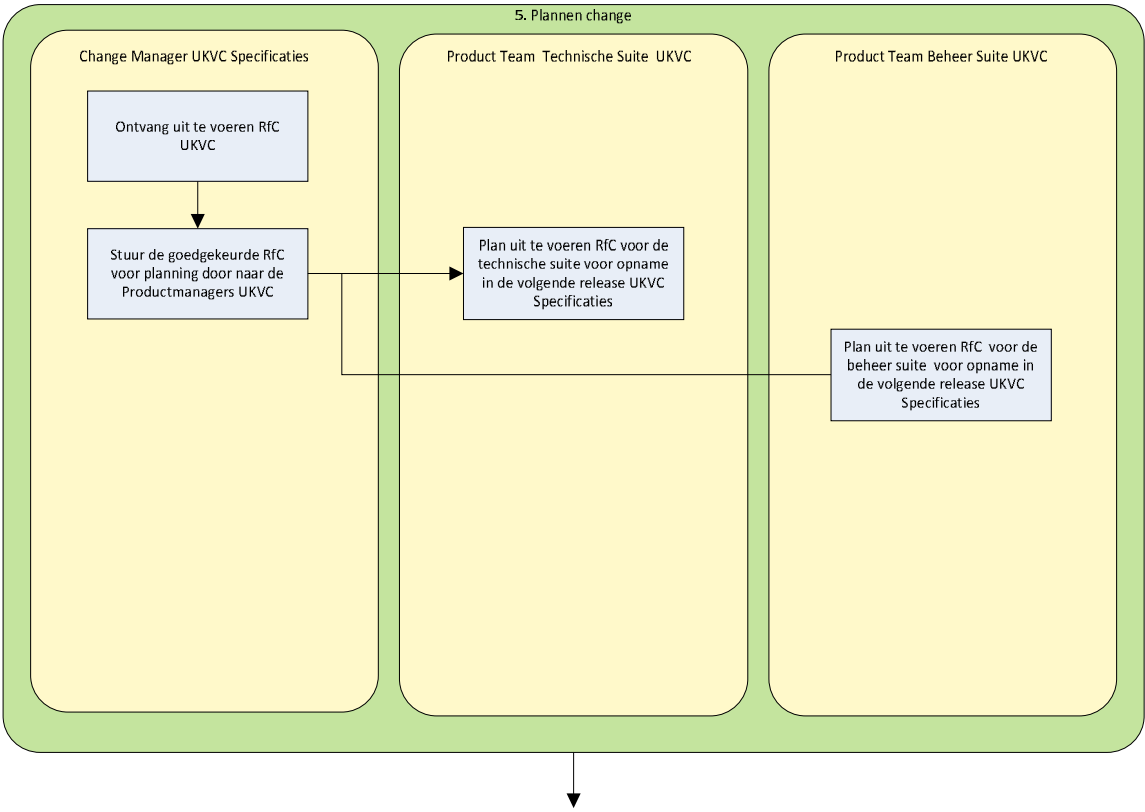 5. Plannen change
Change Manager UKVC Specificaties
Ontvang uit te voeren RfC
UKVC
Stuur de goedgekeurde RfC
voor planning door naar de
Productmanagers UKVC
Product Team Technische Suite UKVC
Plan uit te voeren RfC voor de
technische suite voor opname
in de volgende release UKVC
Specificaties
Product Team Beheer Suite UKVC
Plan uit te voeren RfC voor de
beheer suite voor opname in
de volgende release UKVC
Specificaties